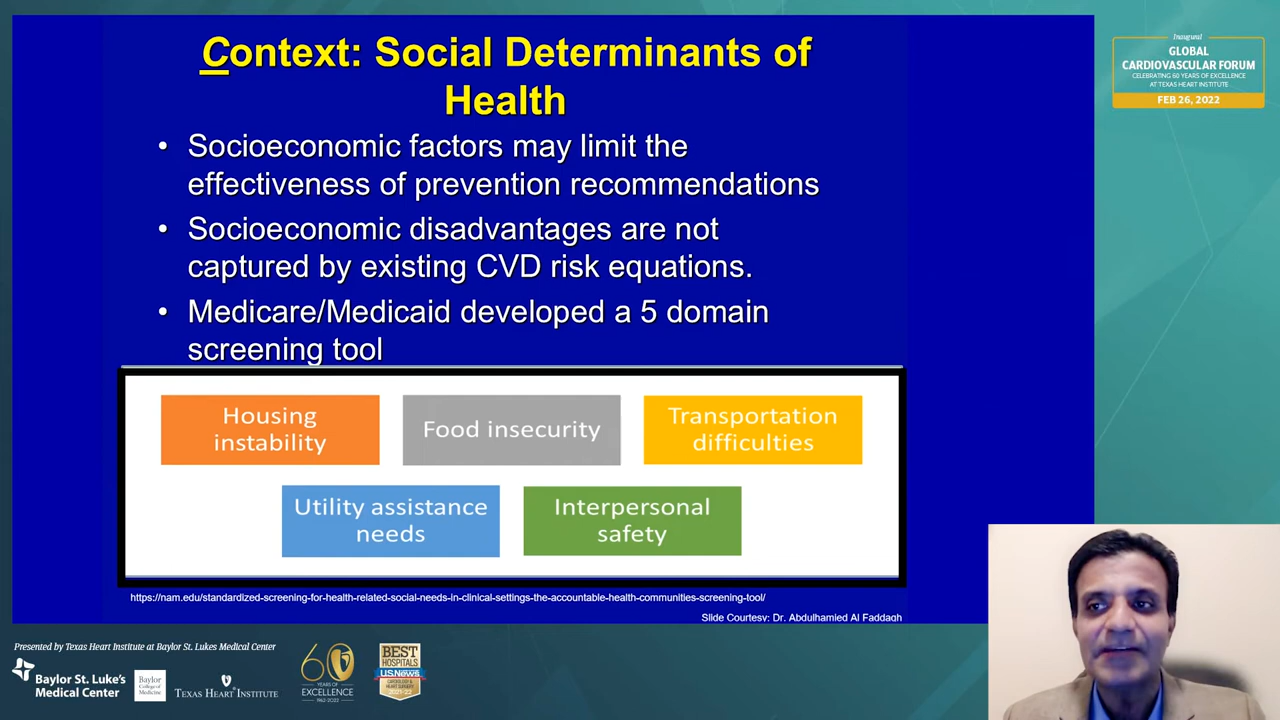 Context: Social Determinants of
Health
• Socioeconomic factors may limit the
effectiveness of prevention recommendations
• Socioeconomic disadvantages are not
captured by existing CVD risk equations.
• Medicare/Medicaid developed a 5 domain
screening tool
Housing
instability
Food insecurity
Transportation
difficulties
Utility assistance
needs
Interpersonal
safety
https://nam.edu/standardized-screening-for-health-related-social-needs-in-clinical-settings-the-accountable-health-communities-screening-tool/
Slide Courtesy: Dr. Abdulhamied Al Faddagh
Inaugural
GLOBAL
CARDIOVASCULAR FORUM
CELEBRATING 60 YEARS OF EXCELLENCE
AT TEXAS HEART INSTITUTE
FEB 26, 2022
Presented by Texas Heart Institute at Baylor St. Lukes Medical Center
Baylor St. Luke's
Medical Center
Baylor
College of
Medicine
TEXAS HEART INSTITUTE
60
YEARS OF
EXCELLENCE
1962-2022
BEST
HOSPITALS
U.S. News